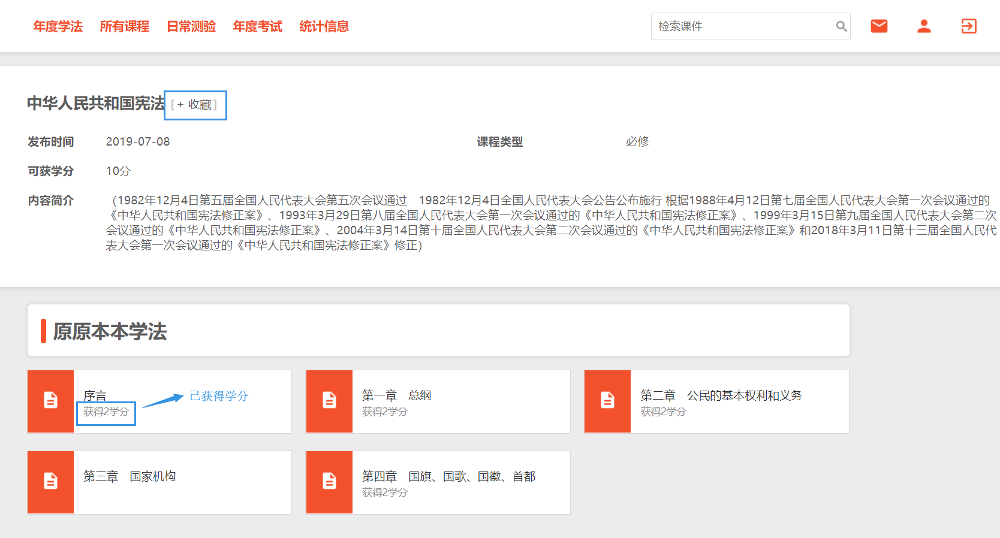 年度学法 所有课程 日常测验 年度考试 统计信息 检索课件
中华人民共和国宪法 [+ 收藏]
发布时间 2019-07-08 课程类型 必修
可获学分 10分
内容简介 （1982年12月4日第五届全国人民代表大会第五次会议通过　1982年12月4日全国人民代表大会公告公布施行 根据1988年4月12日第七届全国人民代表大会第一次会议通过的
《中华人民共和国宪法修正案》、1993年3月29日第八届全国人民代表大会第一次会议通过的《中华人民共和国宪法修正案》、1999年3月15日第九届全国人民代表大会第二次
会议通过的《中华人民共和国宪法修正案》、2004年3月14日第十届全国人民代表大会第二次会议通过的《中华人民共和国宪法修正案》和2018年3月11日第十三届全国人民代
表大会第一次会议通过的《中华人民共和国宪法修正案》修正）
原原本本学法
序言
获得2学分
已获得学分
第一章　总纲
获得2学分
第二章　公民的基本权利和义务
获得2学分
第三章　国家机构
第四章　国旗、国歌、国徽、首都
获得2学分